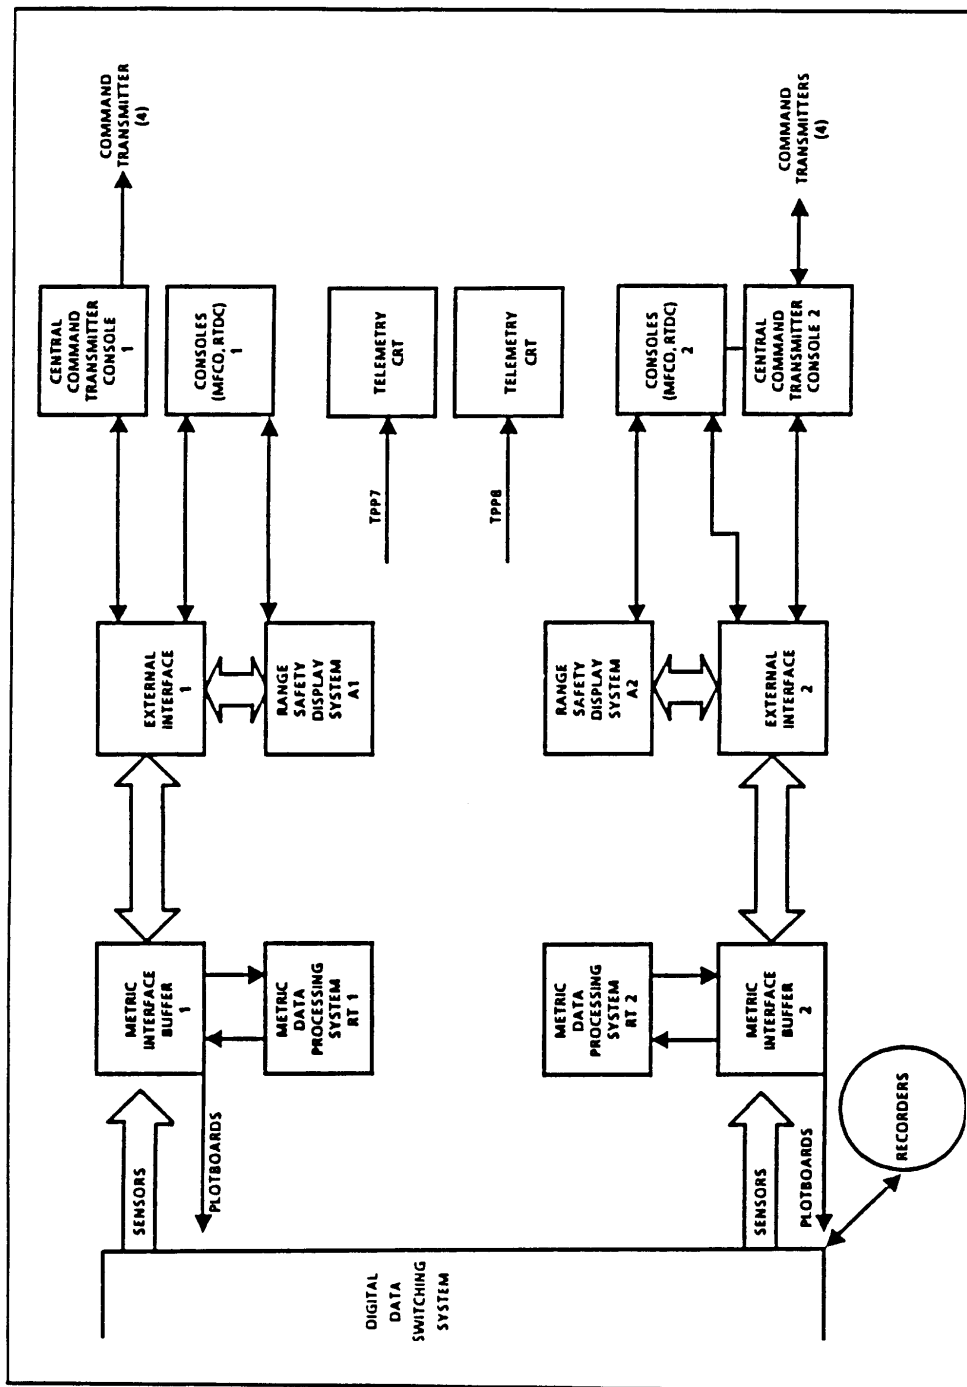 COMMAND
TRANSMITTER
(4)
CENTRAL
COMMAND
TRANSMITTER
CONSOLE
1
CONSOLES
(MFCO, RTDC)
1
TELEMETRY
CRT
TELEMETRY
CRT
CONSOLES
(MFCO, RTDC)
2
CENTRAL
COMMAND
TRANSMITTER
CONSOLE 2
COMMAND
TRANSMITTERS
(4)
TPP7
TPP8
EXTERNAL
INTERFACE
1
RANGE
SAFETY
DISPLAY
SYSTEM
A1
RANGE
SAFETY
DISPLAY
SYSTEM
A2
EXTERNAL
INTERFACE
2
METRIC
INTERFACE
BUFFER
1
METRIC
DATA
PROCESSING
SYSTEM
RT 1
METRIC
DATA
PROCESSING
SYSTEM
RT 2
METRIC
INTERFACE
BUFFER
2
SENSORS
PLOTBOARDS
SENSORS
PLOTBOARDS
RECORDERS
DIGITAL
DATA
SWITCHING
SYSTEM